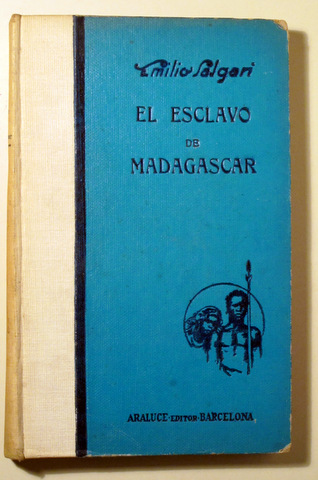 Emilio Salgari
EL ESCLAVO
DE
MADAGASCAR
ARALUCE-EDITOR-BARCELONA